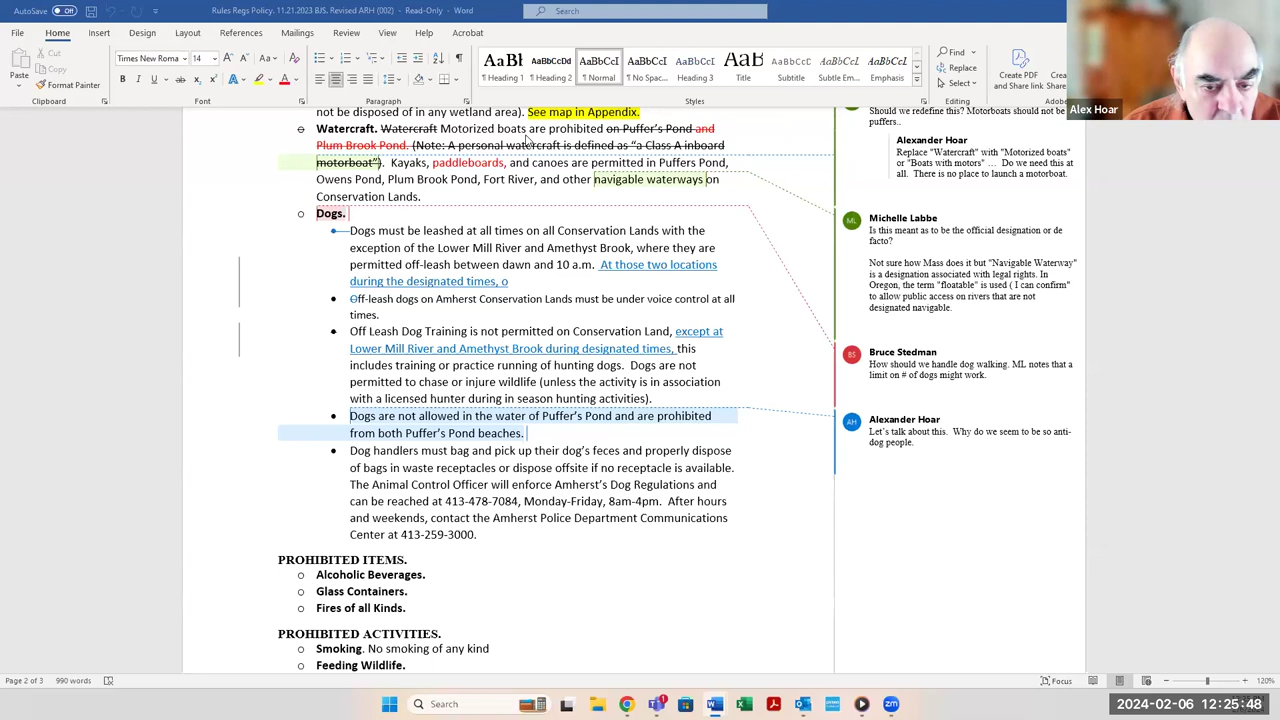 AutoSave Off
Rules Regs Policy. 11.21.2023 BJS Revised ARH (002) - Read-Only - Word
File Home Insert Design Layout References Mailings Review View Help Acrobat
Cut
Copy
Format Painter
Paste
Clipboard
Times New Roma 14
Font
Paragraph
AaBl AaBbCcDd AaBbCcI AaBbCcI AaBbCcI AaB AaBbCcD AaBbCcI AaBbCcI
¶ Heading 1 ¶ Heading 2 ¶ Normal ¶ No Spac... ¶ Heading 3 Title Subtitle Subtle Em... Emphasis
Styles
Find
Replace
Select
Editing
Create PDF and Share link
Alex Hoar
not be disposed of in any wetland area). See map in Appendix.
o Watercraft. Watercraft Motorized boats are prohibited on Puffer's Pond and
Plum Brook Pond. (Note: A personal watercraft is defined as "a Class A inboard
motorboat"). Kayaks, paddleboards, and canoes are permitted in Puffers Pond,
Owens Pond, Plum Brook Pond, Fort River, and other navigable waterways on
Conservation Lands.
o Dogs.
• Dogs must be leashed at all times on all Conservation Lands with the
exception of the Lower Mill River and Amethyst Brook, where they are
permitted off-leash between dawn and 10 a.m. At those two locations
during the designated times, o
• Off-leash dogs on Amherst Conservation Lands must be under voice control at all
times.
• Off Leash Dog Training is not permitted on Conservation Land, except at
Lower Mill River and Amethyst Brook during designated times, this
includes training or practice running of hunting dogs. Dogs are not
permitted to chase or injure wildlife (unless the activity is in association
with a licensed hunter during in season hunting activities).
• Dogs are not allowed in the water of Puffer's Pond and are prohibited
from both Puffer's Pond beaches.
• Dog handlers must bag and pick up their dog's feces and properly dispose
of bags in waste receptacles or dispose offsite if no receptacle is available.
The Animal Control Officer will enforce Amherst's Dog Regulations and
can be reached at 413-478-7084, Monday-Friday, 8am-4pm. After hours
and weekends, contact the Amherst Police Department Communications
Center at 413-259-3000.
PROHIBITED ITEMS.
o Alcoholic Beverages.
o Glass Containers.
o Fires of all Kinds.
PROHIBITED ACTIVITIES.
o Smoking. No smoking of any kind
o Feeding Wildlife.
Should we redefine this? Motorboats should not be
puffers..
Alexander Hoar
Replace "Watercraft" with "Motorized boats"
or "Boats with motors" ... Do we need this at
all. There is no place to launch a motorboat.
ML
Michelle Labbe
Is this meant as to be the official designation or de
facto?
Not sure how Mass does it but "Navigable Waterway"
is a designation associated with legal rights. In
Oregon, the term "floatable" is used ( I can confirm"
to allow public access on rivers that are not
designated navigable.
BS
Bruce Stedman
How should we handle dog walking. ML notes that a
limit on # of dogs might work.
AH
Alexander Hoar
Let's talk about this. Why do we seem to be so anti-
dog people.
Page 2 of 3 990 words
Focus
120%
Search
2024-02-06 12:25:48